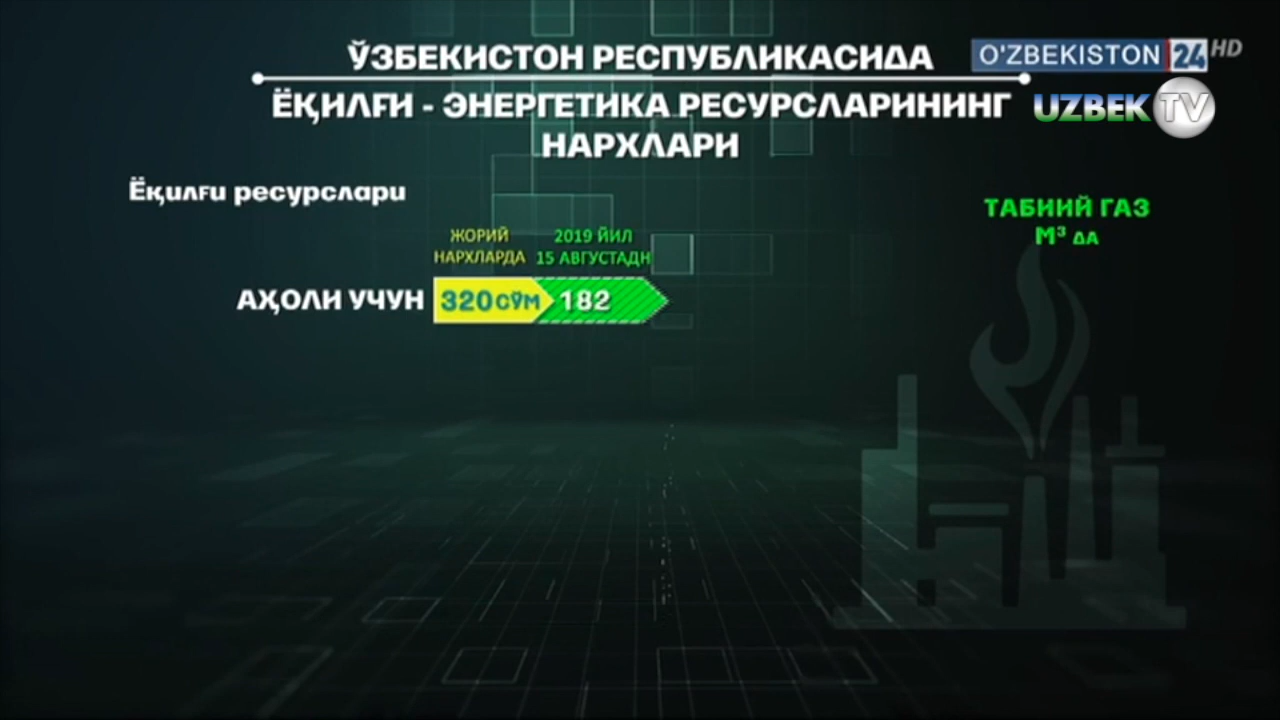 ЎЗБЕКИСТОН РЕСПУБЛИКАСИДА
O'ZBEKISTON 24 HD
ЁҚИЛҒИ - ЭНЕРГЕТИКА РЕСУРСЛАРИНИНГ
UZBEK TV
НАРХЛАРИ
Ёқилғи ресурслари
ТАБИИЙ ГАЗ
М³ ДА
ЖОРИЙ
НАРХЛАРДА
2019 ЙИЛ
15 АВГУСТАДН
АҲОЛИ УЧУН
320 СЎМ
182